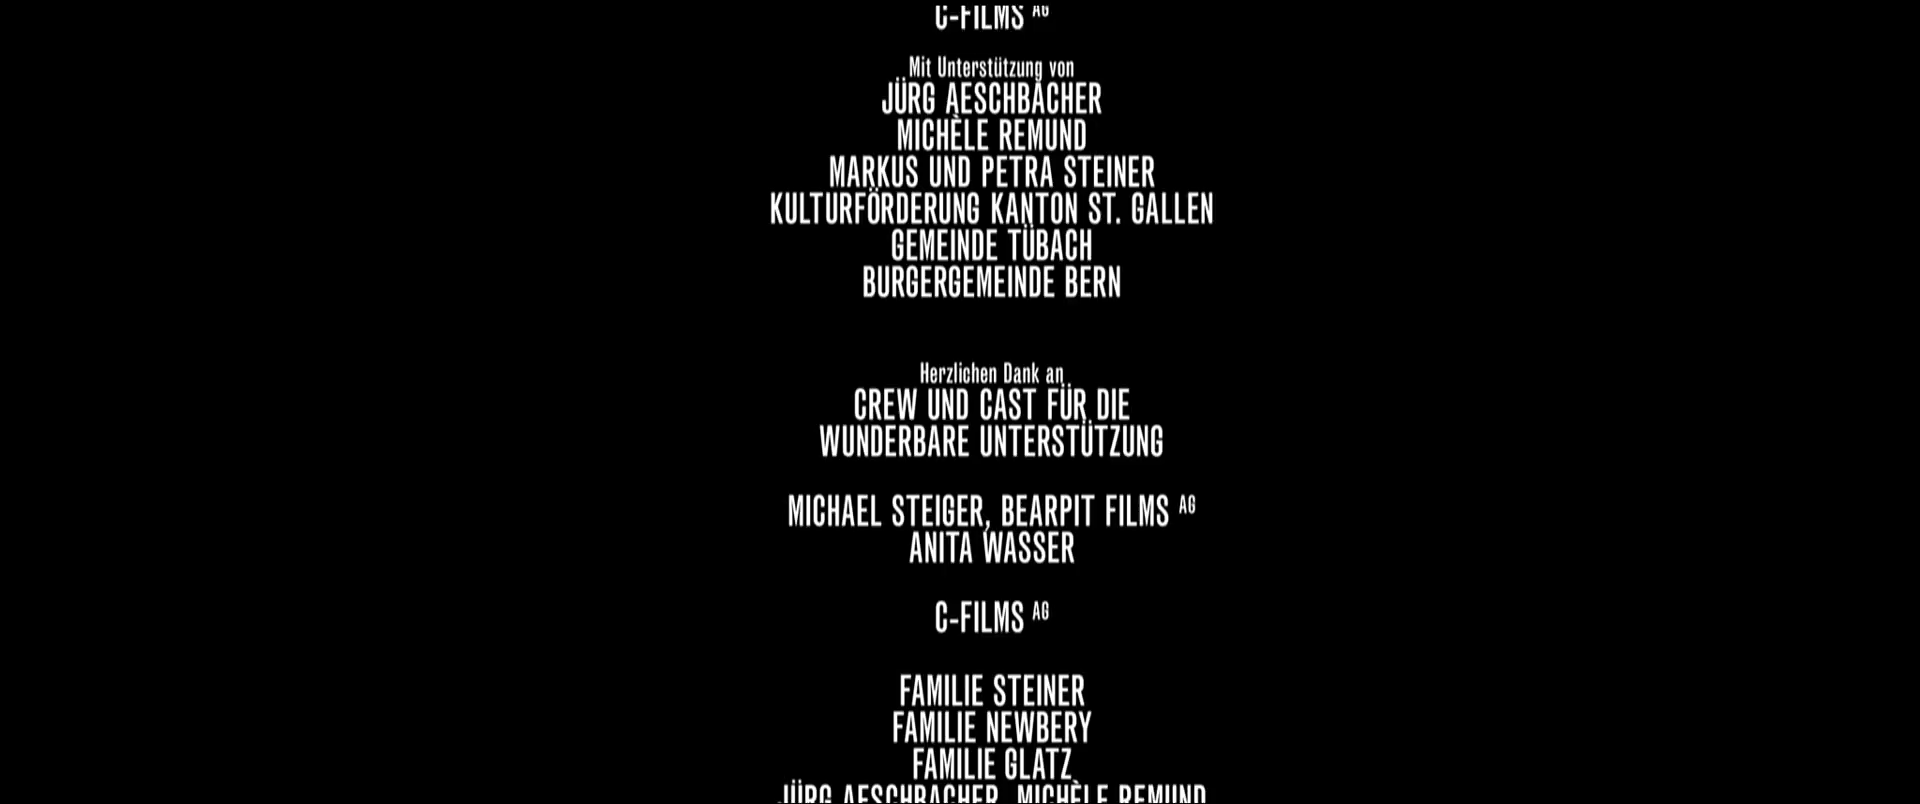 C-FILMS AG
Mit Unterstützung von
JÜRG AESCHBACHER
MICHÈLE REMUND
MARKUS UND PETRA STEINER
KULTURFÖRDERUNG KANTON ST. GALLEN
GEMEINDE TÜBACH
BURGERGEMEINDE BERN
Herzlichen Dank an
CREW UND CAST FÜR DIE
WUNDERBARE UNTERSTÜTZUNG
MICHAEL STEIGER, BEARPIT FILMS AG
ANITA WASSER
C-FILMS AG
FAMILIE STEINER
FAMILIE NEWBERY
FAMILIE GLATZ
JÜRG AESCHBACHER, MICHÈLE REMUND